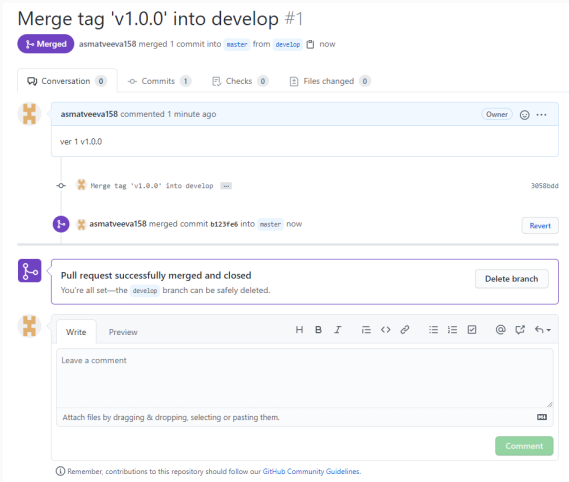 Merge tag 'v1.0.0' into develop #1
Merged asmatveeva158 merged 1 commit into master from develop now
Conversation 0 Commits 1 Checks 0 Files changed 0
asmatveeva158 commented 1 minute ago Owner ...
ver 1 v1.0.0
Merge tag 'v1.0.0' into develop ... 3058bdd
asmatveeva158 merged commit b123fe6 into master now Revert
Pull request successfully merged and closed
You're all set—the develop branch can be safely deleted.
Delete branch
Write Preview H B I
Leave a comment
Attach files by dragging & dropping, selecting or pasting them.
Comment
Remember, contributions to this repository should follow our GitHub Community Guidelines.